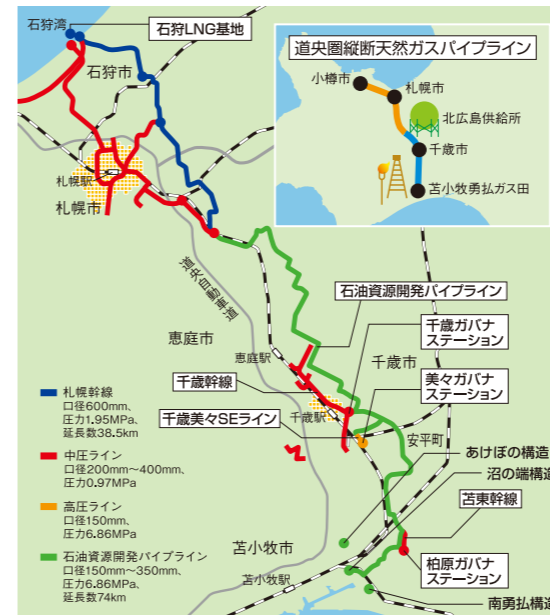 石狩湾
石狩LNG基地
石狩市
道央圏縦断天然ガスパイプライン
小樽市
札幌市
北広島供給所
千歳市
苫小牧勇払ガス田
札幌駅
札幌市
道央自動車道
石油資源開発パイプライン
恵庭市
恵庭駅
千歳市
千歳ガバナ
ステーション
千歳幹線
美々ガバナ
ステーション
千歳駅
千歳美々SEライン
安平町
あけぼの構造
沼の端構造
苫東幹線
苫小牧市
苫小牧駅
柏原ガバナ
ステーション
南勇払構造
札幌幹線
口径600mm、
圧力1.95MPa、
延長数38.5km
中圧ライン
口径200mm〜400mm、
圧力0.97MPa
高圧ライン
口径150mm、
圧力6.86MPa
石油資源開発パイプライン
口径150mm〜350mm、
圧力6.86MPa、
延長数74km